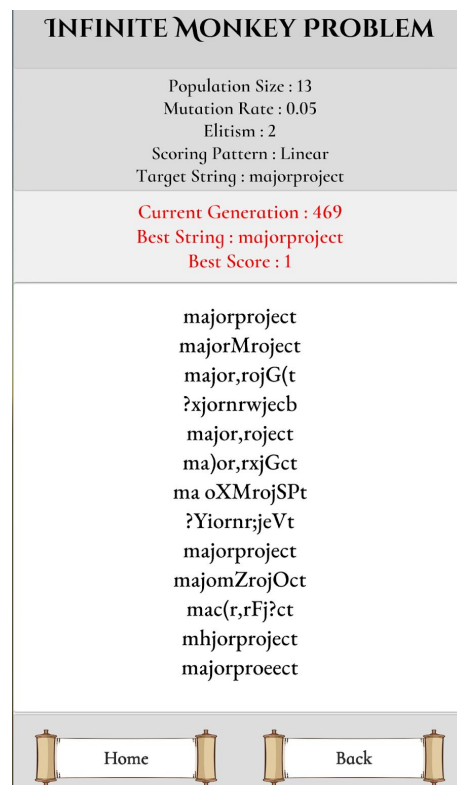 Infinite Monkey Problem
Population Size : 13
Mutation Rate : 0.05
Elitism : 2
Scoring Pattern : Linear
Target String : majorproject
Current Generation : 469
Best String : majorproject
Best Score : 1
majorproject
majorMroject
major,rojG(t
?xjornrwjecb
major,roject
ma)or,rxjGct
ma oXMrojSPt
?Yiornr;jeVt
majorproject
majomZrojOct
mac(r,rFj?ct
mhjorproject
majorproeect
Home
Back